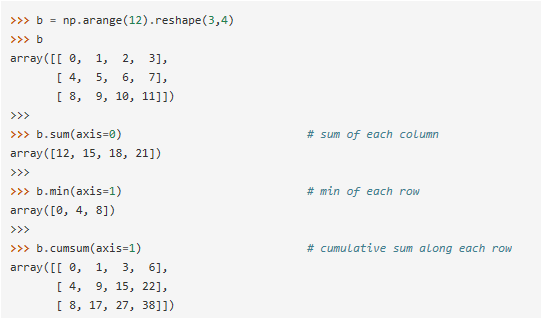 >>> b = np.arange(12).reshape(3,4)
>>> b
array([[ 0,  1,  2,  3],
       [ 4,  5,  6,  7],
       [ 8,  9, 10, 11]])
>>>
>>> b.sum(axis=0)                            # sum of each column
array([12, 15, 18, 21])
>>>
>>> b.min(axis=1)                            # min of each row
array([0, 4, 8])
>>>
>>> b.cumsum(axis=1)                         # cumulative sum along each row
array([[ 0,  1,  3,  6],
       [ 4,  9, 15, 22],
       [ 8, 17, 27, 38]])